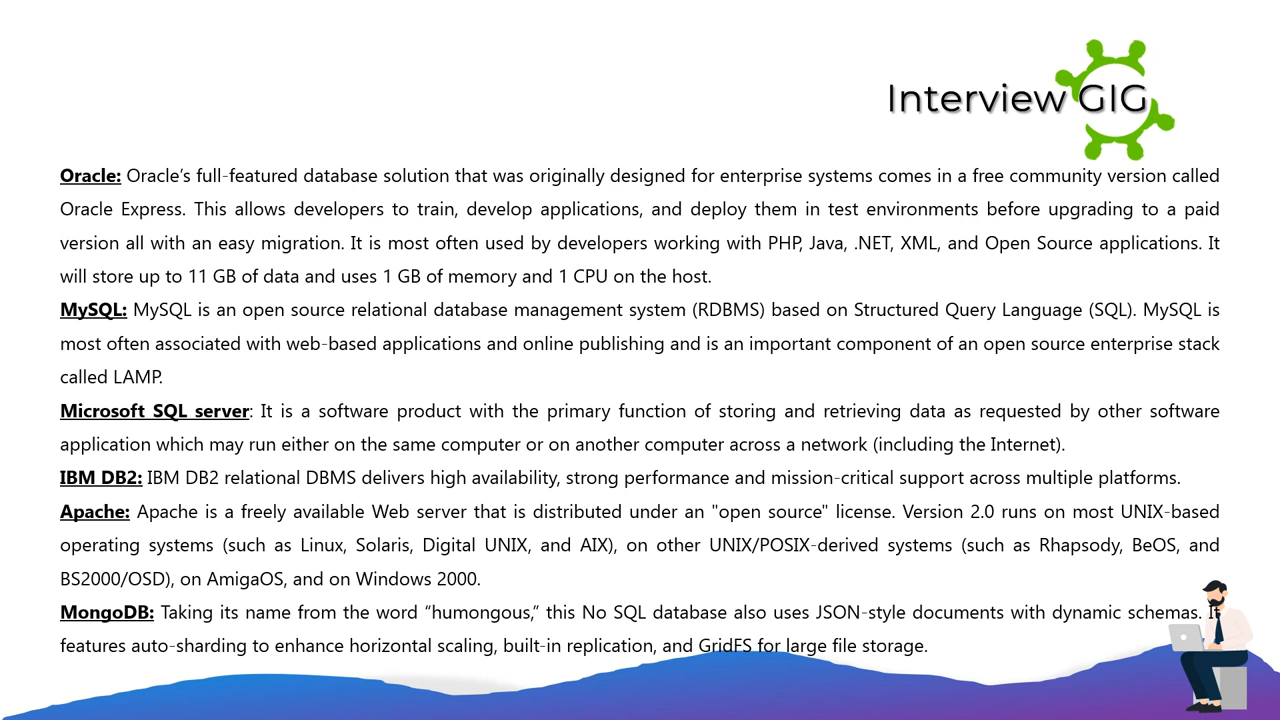 Interview GIG
Oracle: Oracle’s full-featured database solution that was originally designed for enterprise systems comes in a free community version called
Oracle Express. This allows developers to train, develop applications, and deploy them in test environments before upgrading to a paid
version all with an easy migration. It is most often used by developers working with PHP, Java, .NET, XML, and Open Source applications. It
will store up to 11 GB of data and uses 1 GB of memory and 1 CPU on the host.
MySQL: MySQL is an open source relational database management system (RDBMS) based on Structured Query Language (SQL). MySQL is
most often associated with web-based applications and online publishing and is an important component of an open source enterprise stack
called LAMP.
Microsoft SQL server: It is a software product with the primary function of storing and retrieving data as requested by other software
application which may run either on the same computer or on another computer across a network (including the Internet).
IBM DB2: IBM DB2 relational DBMS delivers high availability, strong performance and mission-critical support across multiple platforms.
Apache: Apache is a freely available Web server that is distributed under an "open source" license. Version 2.0 runs on most UNIX-based
operating systems (such as Linux, Solaris, Digital UNIX, and AIX), on other UNIX/POSIX-derived systems (such as Rhapsody, BeOS, and
BS2000/OSD), on AmigaOS, and on Windows 2000.
MongoDB: Taking its name from the word “humongous,” this No SQL database also uses JSON-style documents with dynamic schemas. It
features auto-sharding to enhance horizontal scaling, built-in replication, and GridFS for large file storage.